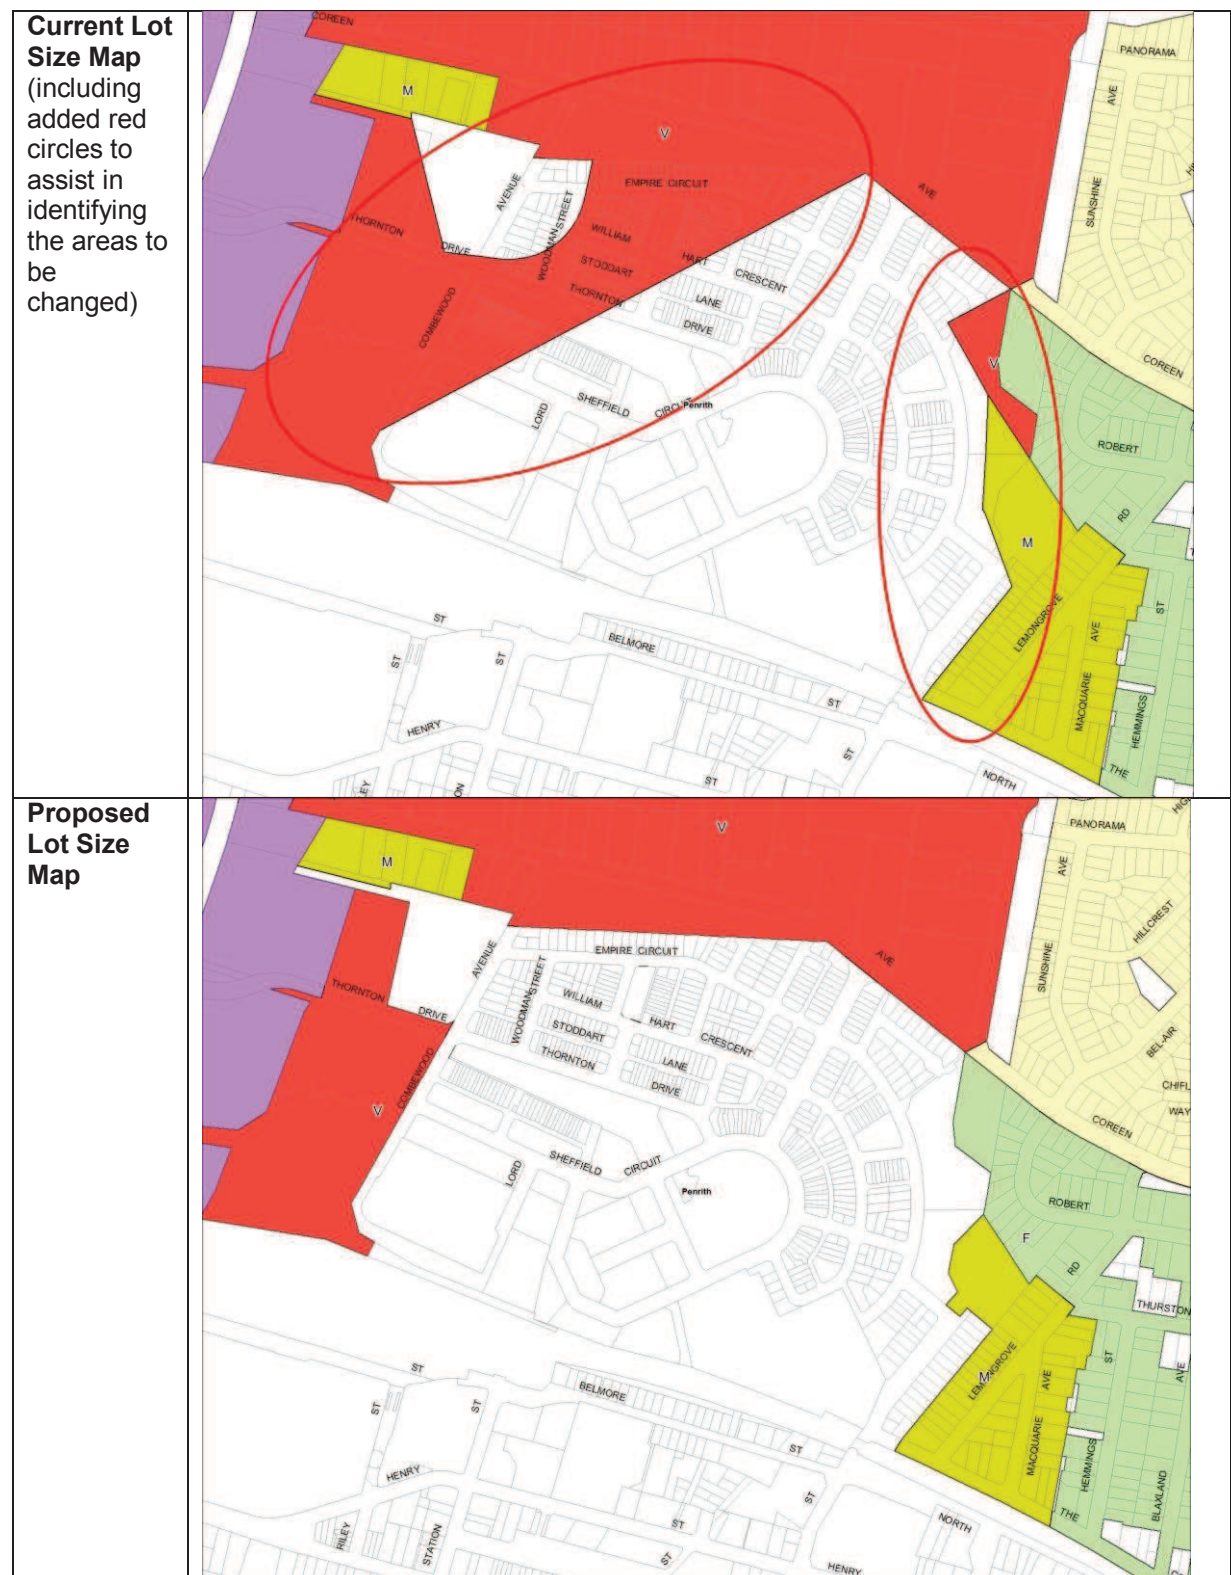 Current Lot
Size Map
(including
added red
circles to
assist in
identifying
the areas to
be
changed)
COREEN
M
V
PANORAMA
AVE
SUNSHINE
EMPIRE CIRCUIT
AVENUE
WOODMAN STREET
AVE
THORNTON
DRIVE
WILLIAM
STODDART
THORNTON
HART
CRESCENT
LANE
DRIVE
COMBEWOOD
COREEN
V
LORD
SHEFFIELD
Penrith
ROBERT
RD
M
LEMONGROVE
AVE
ST
MACQUARIE
HEMMINGS
THE
ST
ST
ST
BELMORE
ST
HENRY
ST
ST
NORTH
Proposed
Lot Size
Map
V
M
PANORAMA
AVE
HILLCREST
SUNSHINE
EMPIRE CIRCUIT
AVENUE
WOODMAN STREET
AVE
THORNTON
DRIVE
WILLIAM
STODDART
THORNTON
HART
CRESCENT
LANE
DRIVE
COMBEWOOD
V
BEL-AIR
CHIFL
WAY
COREEN
LORD
SHEFFIELD
CIRCUIT
Penrith
ROBERT
F
RD
THURSTON
LEMONGROVE
M
AVE
ST
AVE
MACQUARIE
HEMMINGS
BLAXLAND
THE
ST
ST
ST
BELMORE
ST
HENRY
ST
RILEY
STATION
ST
ST
NORTH
HENRY